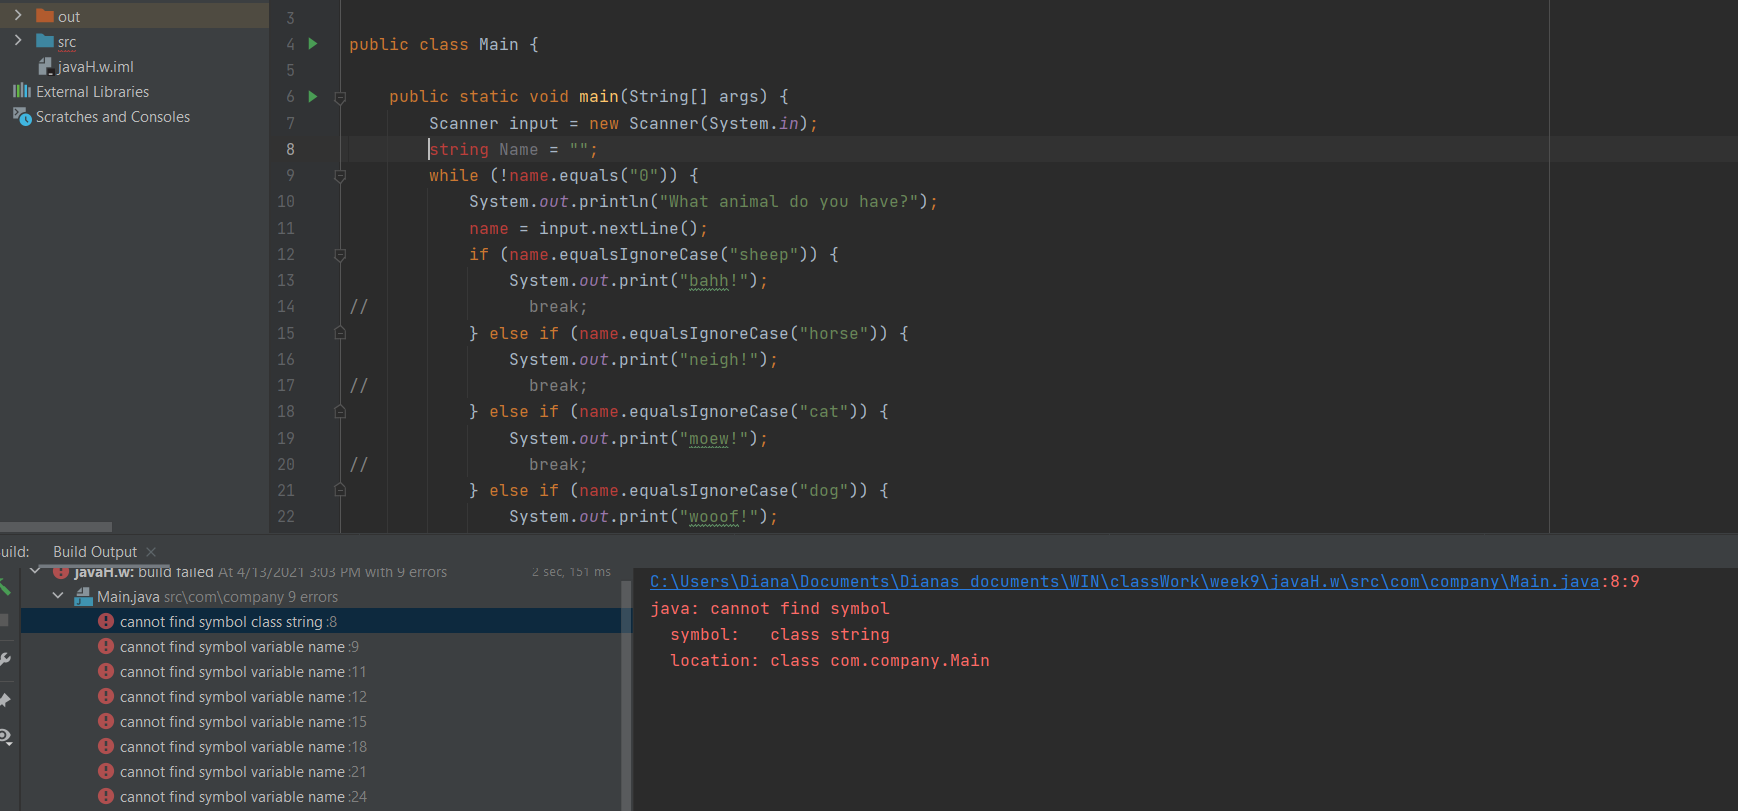 out
src
javaH.w.iml
External Libraries
Scratches and Consoles
3
4 public class Main {
5
6 public static void main(String[] args) {
7 Scanner input = new Scanner(System.in);
8 string Name = "";
9 while (!name.equals("0")) {
10 System.out.println("What animal do you have?");
11 name = input.nextLine();
12 if (name.equalsIgnoreCase("sheep")) {
13 System.out.print("bahh!");
14 // break;
15 } else if (name.equalsIgnoreCase("horse")) {
16 System.out.print("neigh!");
17 // break;
18 } else if (name.equalsIgnoreCase("cat")) {
19 System.out.print("moew!");
20 // break;
21 } else if (name.equalsIgnoreCase("dog")) {
22 System.out.print("wooof!");
uild: Build Output
javaH.w: build failed At 4/13/2021 3:03 PM with 9 errors 2 sec, 151 ms
Main.java src\com\company 9 errors
cannot find symbol class string :8
cannot find symbol variable name :9
cannot find symbol variable name :11
cannot find symbol variable name :12
cannot find symbol variable name :15
cannot find symbol variable name :18
cannot find symbol variable name :21
cannot find symbol variable name :24
C:\Users\Diana\Documents\Dianas documents\WIN\classWork\week9\javaH.w\src\com\company\Main.java:8:9
java: cannot find symbol
symbol: class string
location: class com.company.Main